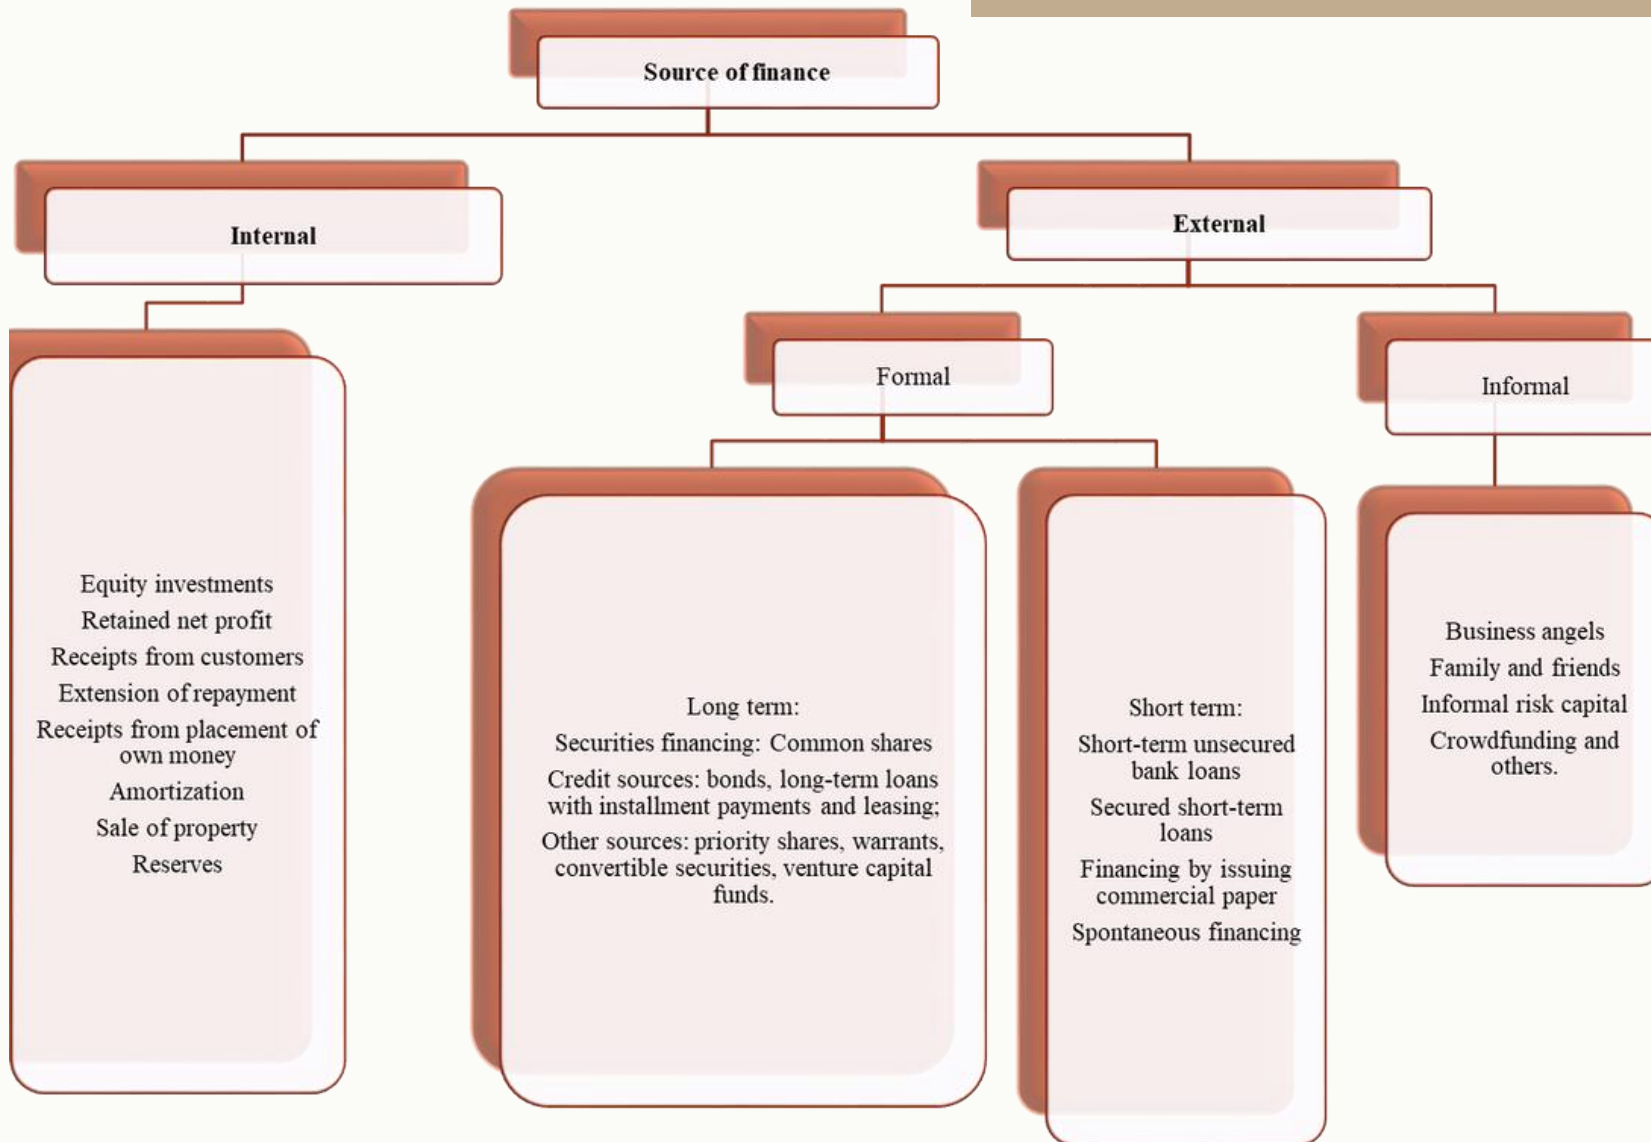 Source of finance
Internal
External
Formal
Informal
Equity investments
Retained net profit
Receipts from customers
Extension of repayment
Receipts from placement of
own money
Amortization
Sale of property
Reserves
Long term:
Securities financing: Common shares
Credit sources: bonds, long-term loans
with installment payments and leasing;
Other sources: priority shares, warrants,
convertible securities, venture capital
funds.
Short term:
Short-term unsecured
bank loans
Secured short-term
loans
Financing by issuing
commercial paper
Spontaneous financing
Business angels
Family and friends
Informal risk capital
Crowdfunding and
others.